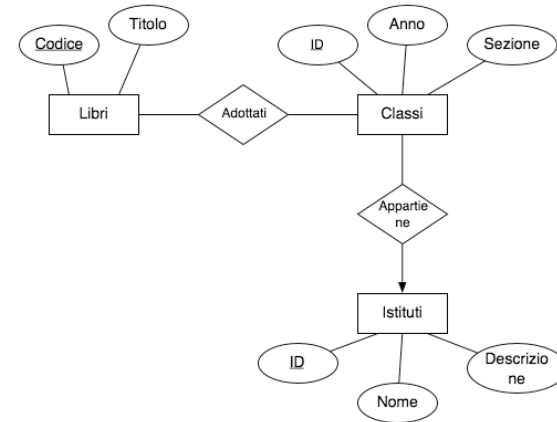 Titolo
Anno
Codice
ID
Sezione
Libri
Adottati
Classi
Appartie
ne
Istituti
ID
Descrizio
ne
Nome